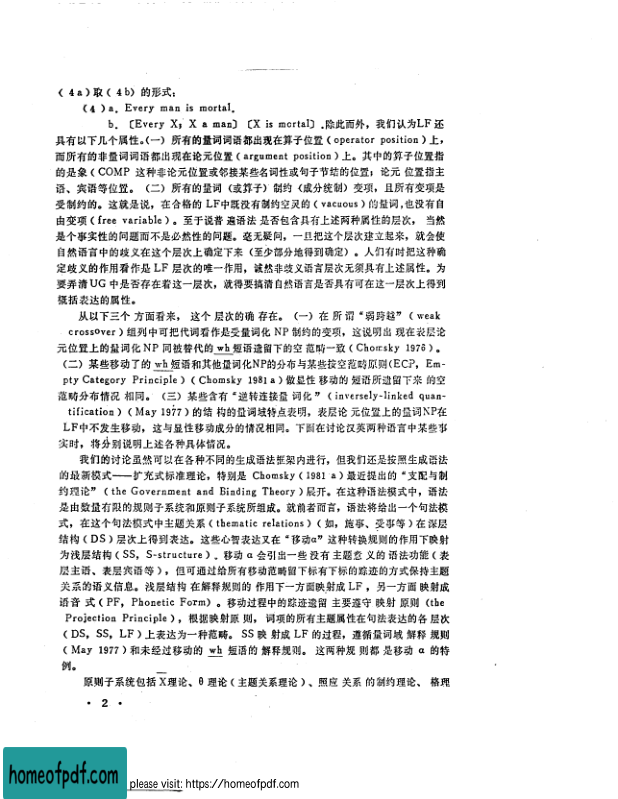 （4a）取（4b）的形式：
（4）a. Every man is mortal.
b. 〔Every X; X a man〕〔X is mortal〕.除此而外，我们认为LF还
具有以下几个属性。（一）所有的量词词语都出现在算子位置（operator position）上，
而所有的非量词词语都出现在论元位置（argument position）上。其中的算子位置指
的是象（COMP 这种非论元位置或邻接某些名词性或句子节结的位置；论元 位置指主
语、宾语等位置。（二）所有的量词（或算子）制约（成分统制）变项，且所有变项是
受制约的。这就是说，在合格的 LF中既没有制约空灵的（vacuous）的量词，也没有自
由变项（free variable）。至于说普 遍语法 是否包含具有上述两种属性的层次， 当然
是个事实性的问题而不是必然性的问题。毫无疑问，一旦把这个层次建立起来，就会使
自然语言中的歧义在这个层次上确定下来（至少部分地得到确定）。人们有时把这种确
定歧义的作用看作是 LF 层次的唯一作用，诚然非歧义语言层次无须具有上述属性。为
要弄清UG 中是否存在着这一层次，就得要搞清自然语言是否具有可在这一层次上得到
概括表达的属性。
从以下三个 方面看来， 这个 层次的确 存在。（一）在 所 谓 “弱跨越”（weak
crossover）组列中可把代词看作是受量词化 NP 制约的变项，这说明出 现在表层论
元位置上的量词化 NP 同被替代的 wh 短语遗留下的空 范畴一致（Chomsky 1976）。
（二）某些移动了的 wh 短语和其他量词化NP的分布与某些按空范畴原则(ECP, Em-
pty Category Principle)（Chomsky 1981 a）做显性 移动的 短语所遗留下来 的空
范畴分布情况 相同。（三）某些含有“逆转连接量 词化”（inversely-linked quan-
tification）（May 1977）的结 构的量词域特点表明，表层论 元位置上的量词NP在
LF中不发生移动，这与显性移动成分的情况相同。下面在讨论汉英两种语言中某些事
实时，将分别说明上述各种具体情况。
我们的讨论虽然可以在各种不同的生成语法框架内进行，但我们还是按照生成语法
的最新模式——扩充式标准理论，特别是 Chomsky（1981 a）最近提出的“支配与制
约理论”（the Government and Binding Theory）展开。在这种语法模式中，语法
是由数量有限的规则子系统和原则子系统所组成。就前者而言，语法将给出一个句法模
式，在这个句法模式中主题关系（thematic relations）（如，施事、受事等）在深层
结构（DS）层次上得到表达。这些心智表达又在“移动α”这种转换规则的作用下映射
为浅层结构（SS，S-structure）。移动 α 会引出一些 没有 主题意 义的 语法功能（表
层主语、表层宾语等），但可通过给所有移动范畴留下标有下标的踪迹的方式保持主题
关系的语义信息。浅层结构 在解释规则的 作用下一方面映射成 LF ，另一方面 映射成
语音 式（PF，Phonetic Form）。移动过程中的踪迹遗留 主要遵守 映射 原则（the
Projection Principle），根据映射原 则， 词项的所有主题属性在句法表达的各 层次
（DS，SS，LF）上表达为一种范畴。 SS 映 射成 LF 的过程，遵循量词域 解释 规则
（May 1977）和未经过移动的 wh 短语的 解释规则。 这两种规 则都 是移动 α 的特
例。
原则子系统包括 X̄理论、θ 理论（主题关系理论）、照应 关系 的制约理论、 格理
· 2 ·
homeofpdf.com
please visit: https://homeofpdf.com